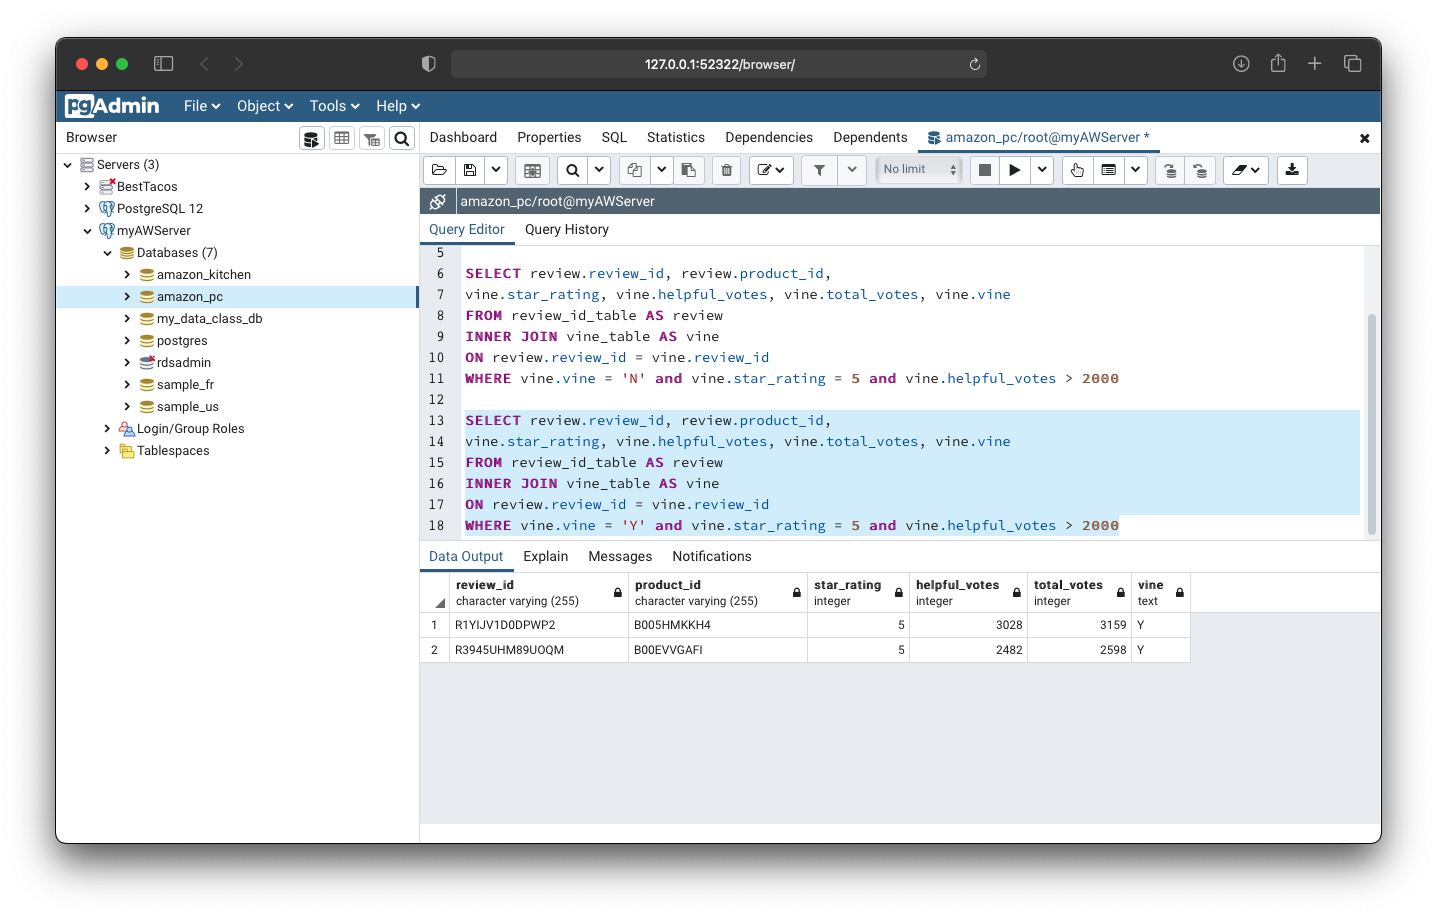 127.0.0.1:52322/browser/
pgAdmin File Object Tools Help
Browser
Dashboard Properties SQL Statistics Dependencies Dependents amazon_pc/root@myAWServer *
Servers (3)
BestTacos
PostgreSQL 12
myAWServer
Databases (7)
amazon_kitchen
amazon_pc
my_data_class_db
postgres
rdsadmin
sample_fr
sample_us
Login/Group Roles
Tablespaces
No limit
amazon_pc/root@myAWServer
Query Editor Query History
5
6 SELECT review.review_id, review.product_id,
7 vine.star_rating, vine.helpful_votes, vine.total_votes, vine.vine
8 FROM review_id_table AS review
9 INNER JOIN vine_table AS vine
10 ON review.review_id = vine.review_id
11 WHERE vine.vine = 'N' and vine.star_rating = 5 and vine.helpful_votes > 2000
12
13 SELECT review.review_id, review.product_id,
14 vine.star_rating, vine.helpful_votes, vine.total_votes, vine.vine
15 FROM review_id_table AS review
16 INNER JOIN vine_table AS vine
17 ON review.review_id = vine.review_id
18 WHERE vine.vine = 'Y' and vine.star_rating = 5 and vine.helpful_votes > 2000
Data Output Explain Messages Notifications
review_id product_id star_rating helpful_votes total_votes vine
character varying (255) character varying (255) integer integer integer text
1 R1YIJV1D0DPWP2 B005HMKKH4 5 3028 3159 Y
2 R3945UHM89UOQM B00EVVGAFI 5 2482 2598 Y